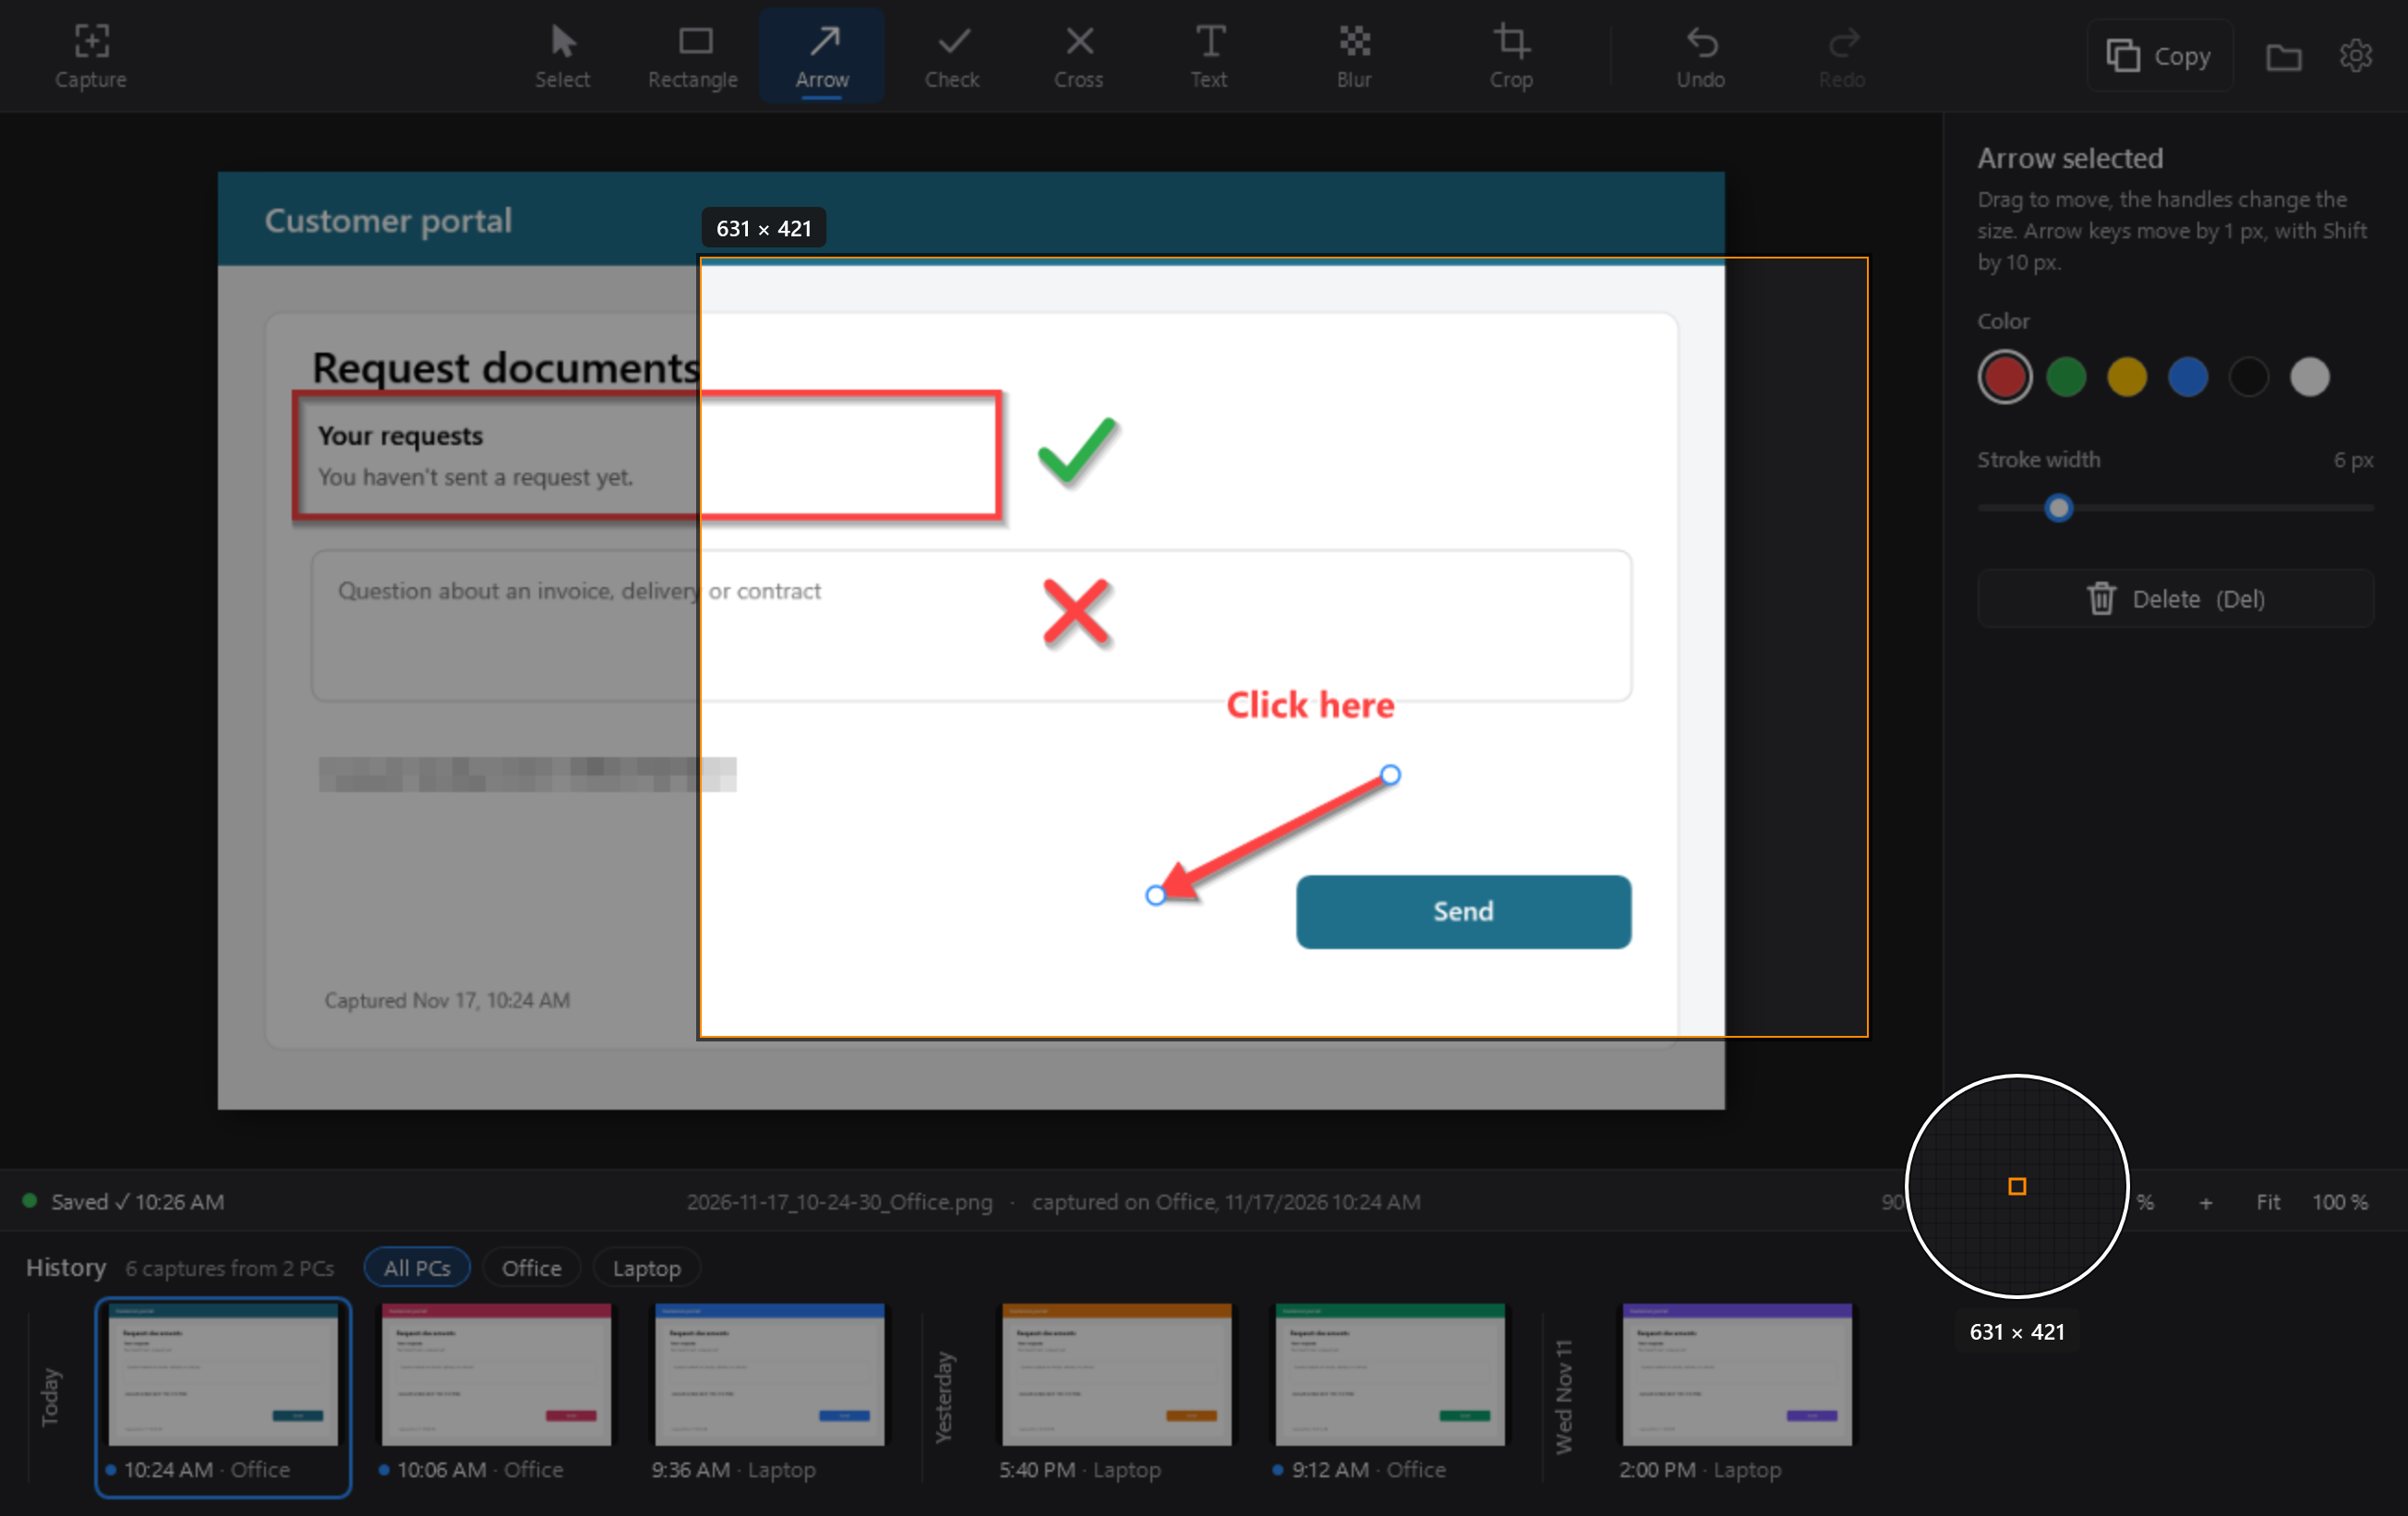 Capture
Select
Rectangle
Arrow
Check
Cross
Text
Blur
Crop
Undo
Redo
Copy
Customer portal
631 × 421
Request documents
Your requests
You haven't sent a request yet.
Question about an invoice, delivery or contract
Click here
Send
Captured Nov 17, 10:24 AM
Arrow selected
Drag to move, the handles change the
size. Arrow keys move by 1 px, with Shift
by 10 px.
Color
Stroke width 6 px
Delete (Del)
Saved ✓ 10:26 AM
2026-11-17_10-24-30_Office.png · captured on Office, 11/17/2026 10:24 AM
90 % + Fit 100 %
631 × 421
History 6 captures from 2 PCs All PCs Office Laptop
Today
10:24 AM · Office
10:06 AM · Office
9:36 AM · Laptop
Yesterday
5:40 PM · Laptop
9:12 AM · Office
Wed Nov 11
2:00 PM · Laptop